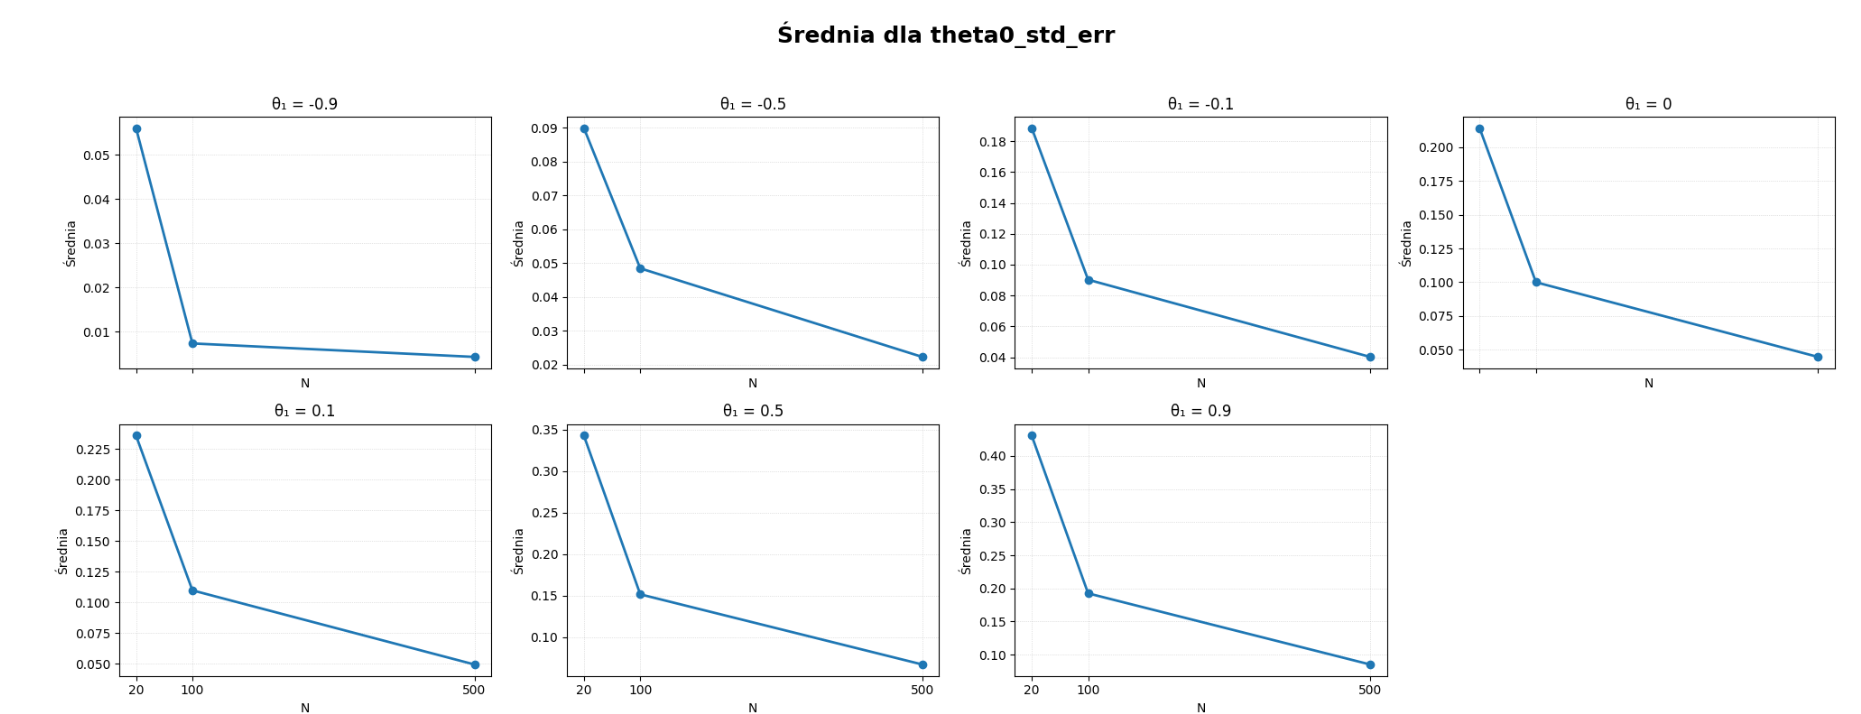 Średnia dla theta0_std_err
θ₁ = -0.9
θ₁ = -0.5
θ₁ = -0.1
θ₁ = 0
0.05
0.04
0.03
0.02
0.01
Średnia
N
0.09
0.08
0.07
0.06
0.05
0.04
0.03
0.02
Średnia
N
0.18
0.16
0.14
0.12
0.10
0.08
0.06
0.04
Średnia
N
0.200
0.175
0.150
0.125
0.100
0.075
0.050
Średnia
N
θ₁ = 0.1
θ₁ = 0.5
θ₁ = 0.9
0.225
0.200
0.175
0.150
0.125
0.100
0.075
0.050
Średnia
20 100 500
N
0.35
0.30
0.25
0.20
0.15
0.10
Średnia
20 100 500
N
0.40
0.35
0.30
0.25
0.20
0.15
0.10
Średnia
20 100 500
N